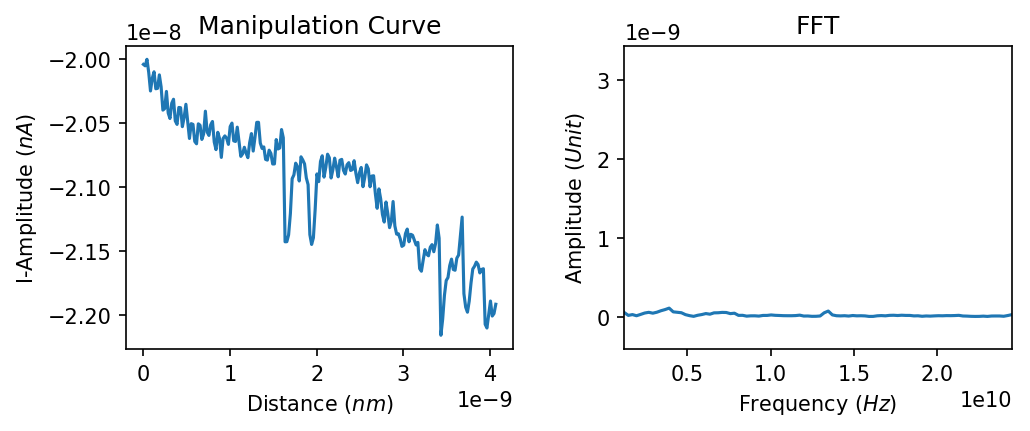 Manipulation Curve
1e−8
−2.00
−2.05
−2.10
−2.15
−2.20
I-Amplitude (nA)
0
1
2
3
4
1e−9
Distance (nm)
FFT
1e−9
3
2
1
0
Amplitude (Unit)
0.5
1.0
1.5
2.0
1e10
Frequency (Hz)